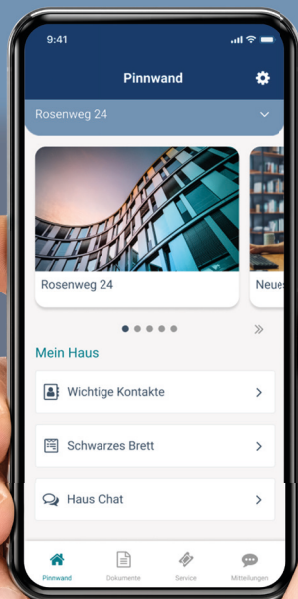 9:41
Pinnwand
Rosenweg 24
Rosenweg 24
Neues
Mein Haus
Wichtige Kontakte
Schwarzes Brett
Haus Chat
Pinnwand
Dokumente
Service
Mitteilungen